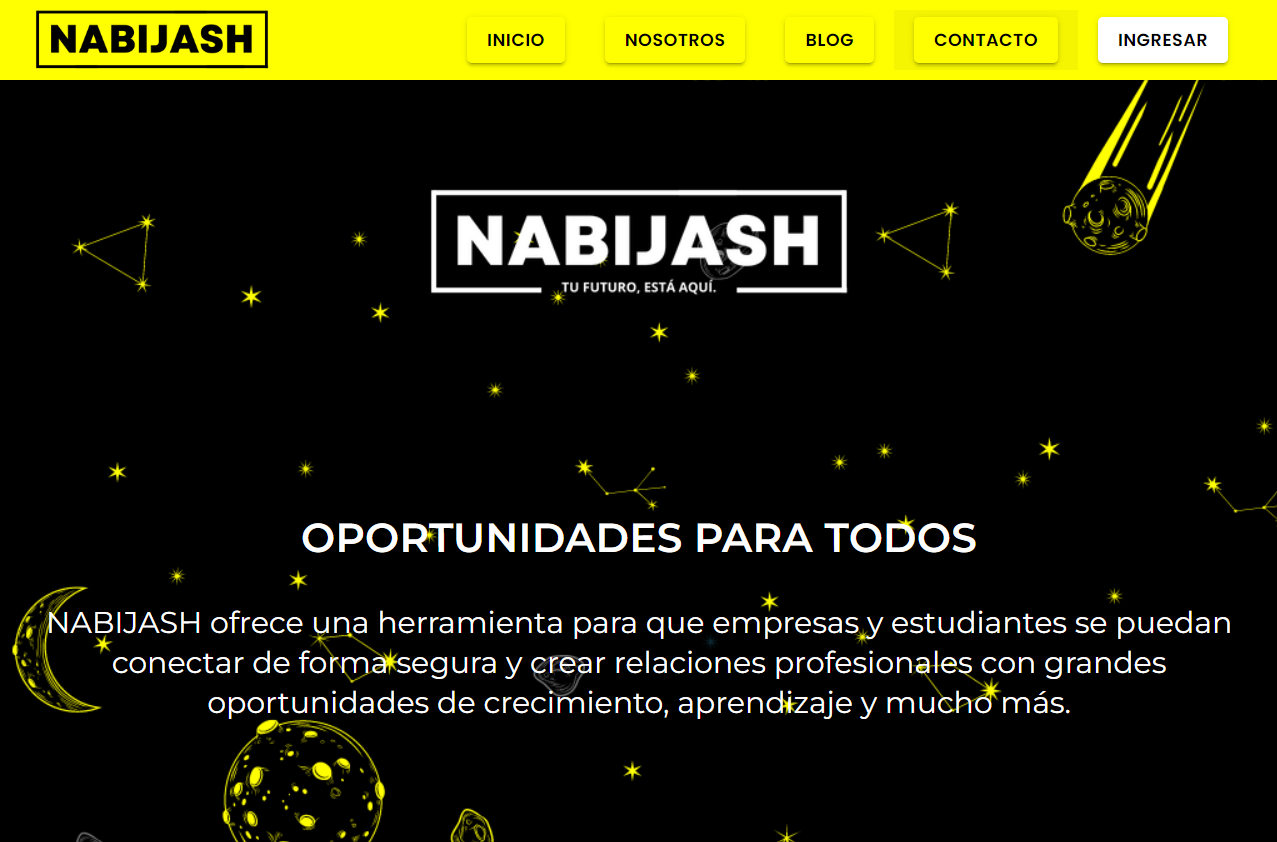 NABIJASH
INICIO
NOSOTROS
BLOG
CONTACTO
INGRESAR
NABIJASH
TU FUTURO, ESTÁ AQUÍ.
OPORTUNIDADES PARA TODOS
NABIJASH ofrece una herramienta para que empresas y estudiantes se puedan
conectar de forma segura y crear relaciones profesionales con grandes
oportunidades de crecimiento, aprendizaje y mucho más.